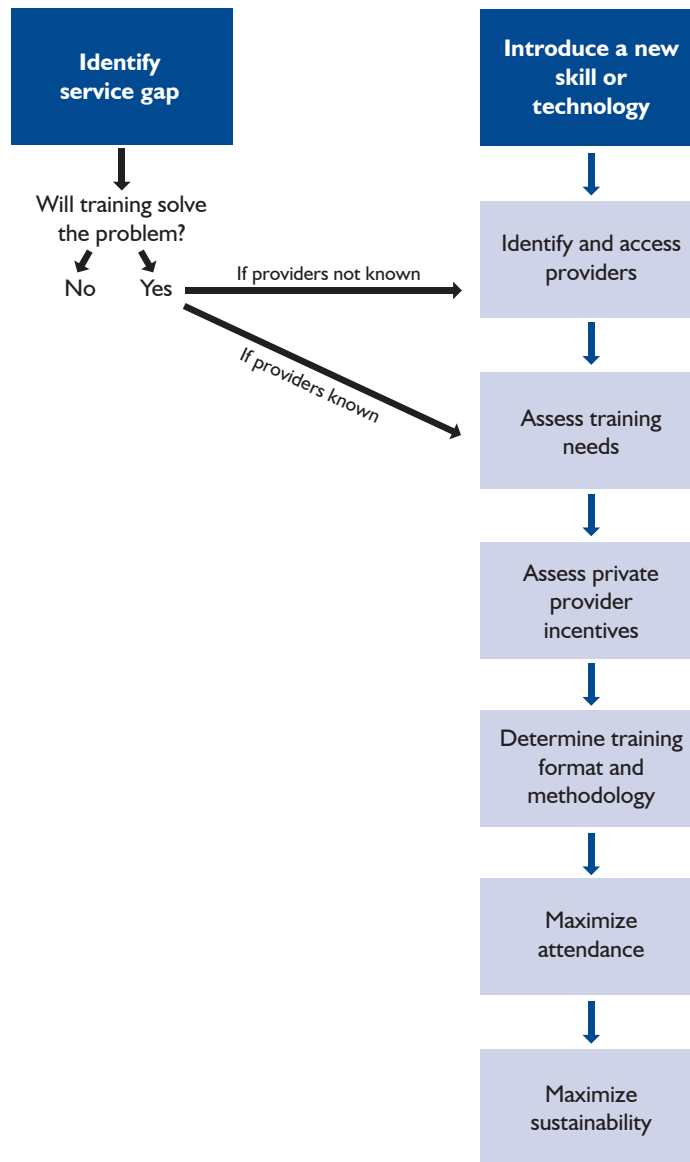 Identify
service gap
Will training solve
the problem?
No
Yes
If providers not known
If providers known
Introduce a new
skill or
technology
Identify and access
providers
Assess training
needs
Assess private
provider
incentives
Determine training
format and
methodology
Maximize
attendance
Maximize
sustainability